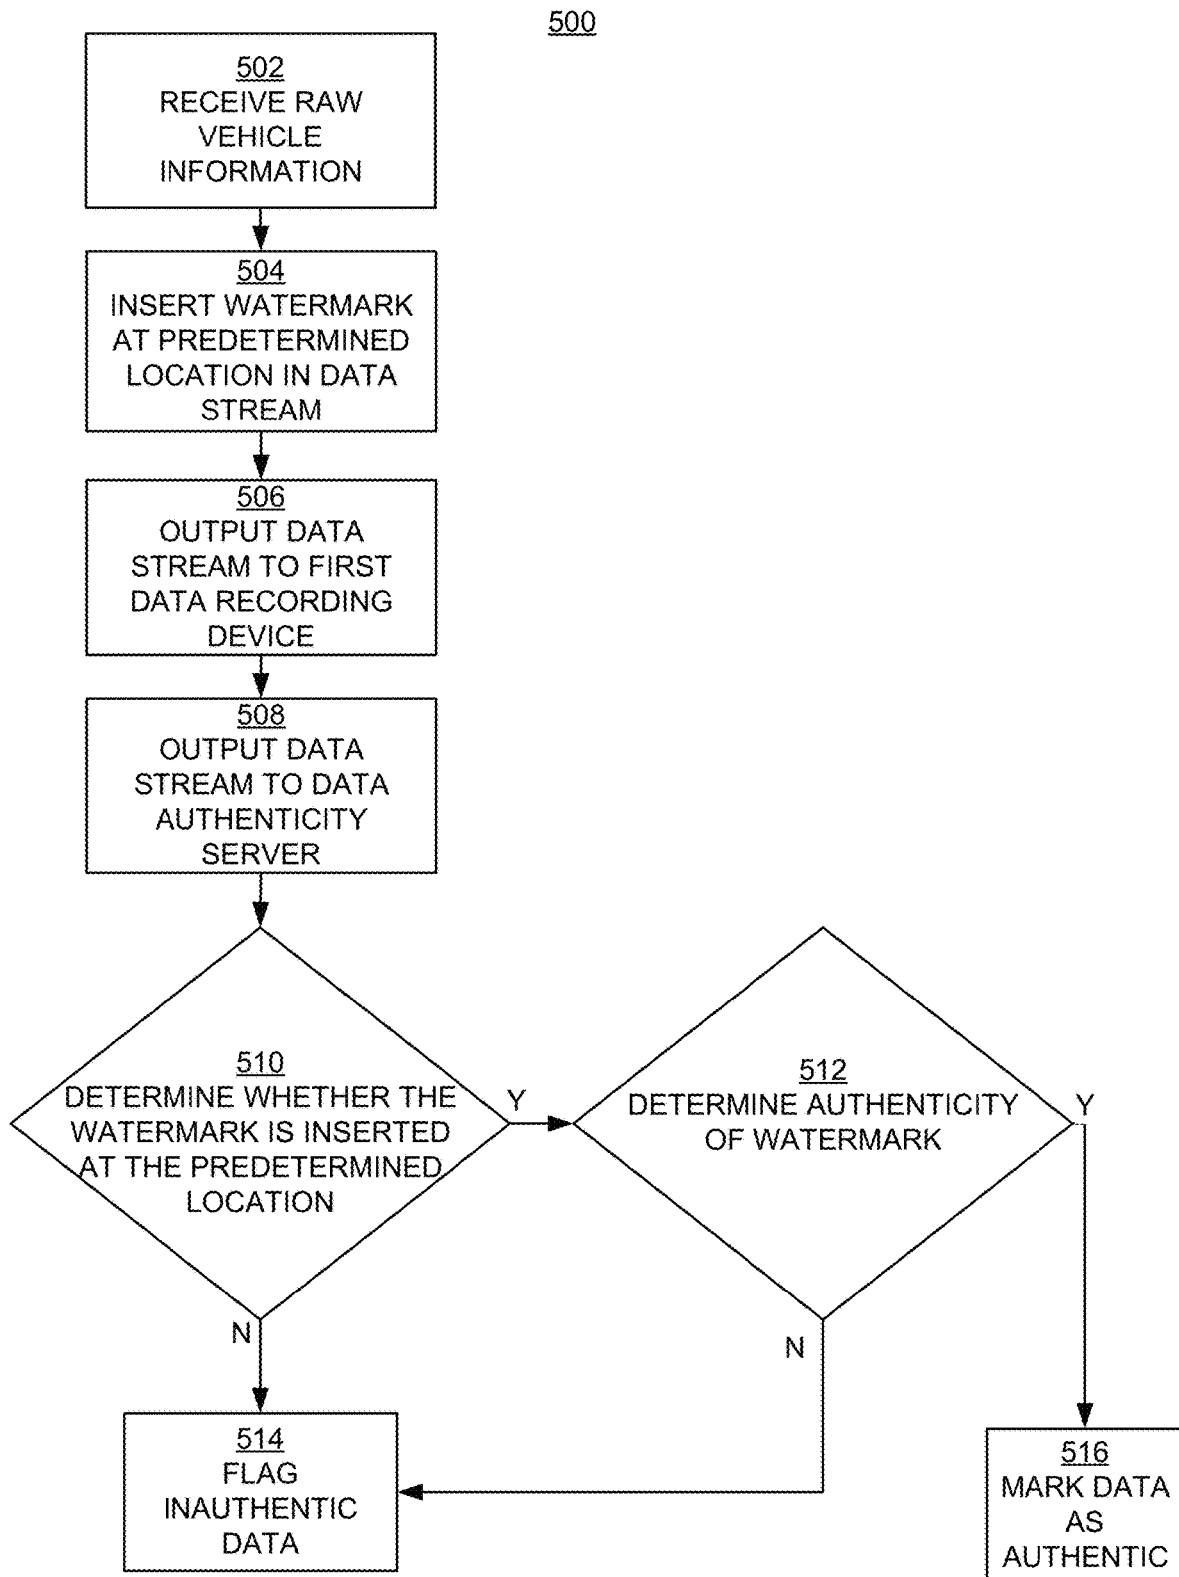 500
502
RECEIVE RAW
VEHICLE
INFORMATION
504
INSERT WATERMARK
AT PREDETERMINED
LOCATION IN DATA
STREAM
506
OUTPUT DATA
STREAM TO FIRST
DATA RECORDING
DEVICE
508
OUTPUT DATA
STREAM TO DATA
AUTHENTICITY
SERVER
510
DETERMINE WHETHER THE
WATERMARK IS INSERTED
AT THE PREDETERMINED
LOCATION
Y
N
512
DETERMINE AUTHENTICITY
OF WATERMARK
Y
N
514
FLAG
INAUTHENTIC
DATA
516
MARK DATA
AS
AUTHENTIC